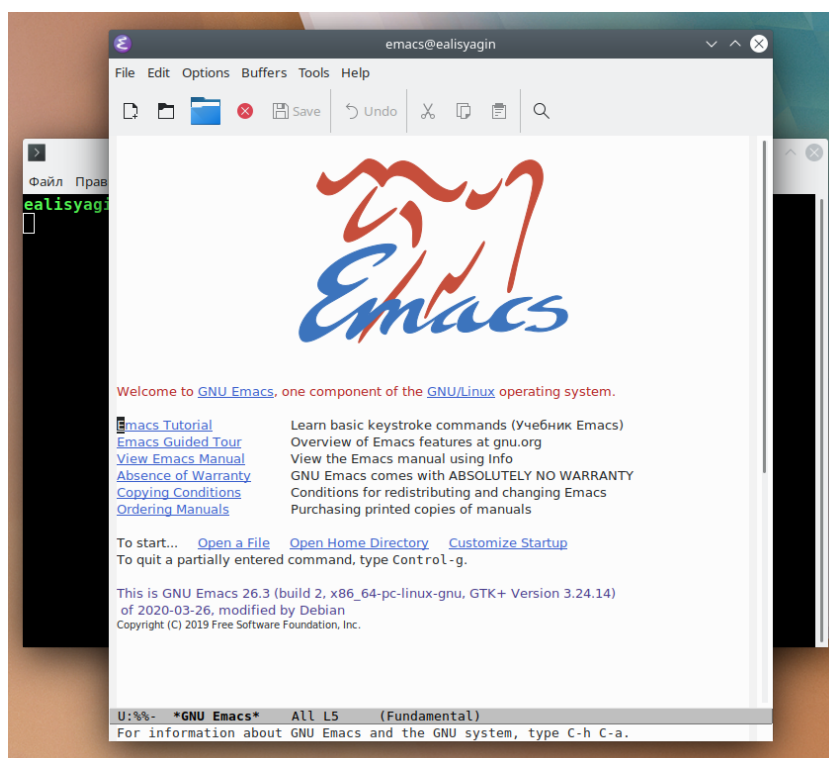 emacs@ealisyagin
File Edit Options Buffers Tools Help
Save Undo
Файл Прав
ealisyagi
Emacs
Welcome to GNU Emacs, one component of the GNU/Linux operating system.
Emacs Tutorial Learn basic keystroke commands (Учебник Emacs)
Emacs Guided Tour Overview of Emacs features at gnu.org
View Emacs Manual View the Emacs manual using Info
Absence of Warranty GNU Emacs comes with ABSOLUTELY NO WARRANTY
Copying Conditions Conditions for redistributing and changing Emacs
Ordering Manuals Purchasing printed copies of manuals
To start... Open a File Open Home Directory Customize Startup
To quit a partially entered command, type Control-g.
This is GNU Emacs 26.3 (build 2, x86_64-pc-linux-gnu, GTK+ Version 3.24.14)
of 2020-03-26, modified by Debian
Copyright (C) 2019 Free Software Foundation, Inc.
U:%%- *GNU Emacs* All L5 (Fundamental)
For information about GNU Emacs and the GNU system, type C-h C-a.